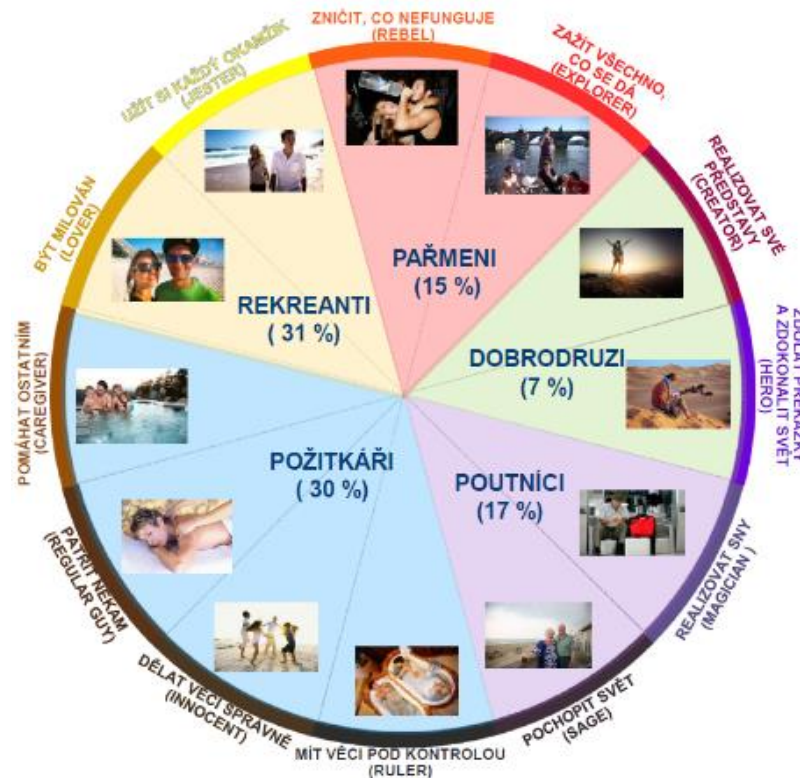 ZNIČIT, CO NEFUNGUJE
(REBEL)
ZAŽÍT VŠECHNO,
CO SE DÁ
(EXPLORER)
REALIZOVAT SVÉ
PŘEDSTAVY
(CREATOR)
ZDOLAT PŘEKÁŽKY
A ZDOKONALIT SVĚT
(HERO)
REALIZOVAT SNY
(MAGICIAN )
POCHOPIT SVĚT
(SAGE)
MÍT VĚCI POD KONTROLOU
(RULER)
DĚLAT VĚCI SPRÁVNĚ
(INNOCENT)
PATŘIT NĚKAM
(REGULAR GUY)
POMÁHAT OSTATNÍM
(CAREGIVER)
BÝT MILOVÁN
(LOVER)
UŽÍT SI KAŽDÝ OKAMŽIK
(JESTER)
PAŘMENI
(15 %)
DOBRODRUZI
(7 %)
POUTNÍCI
(17 %)
POŽITKÁŘI
( 30 %)
REKREANTI
( 31 %)